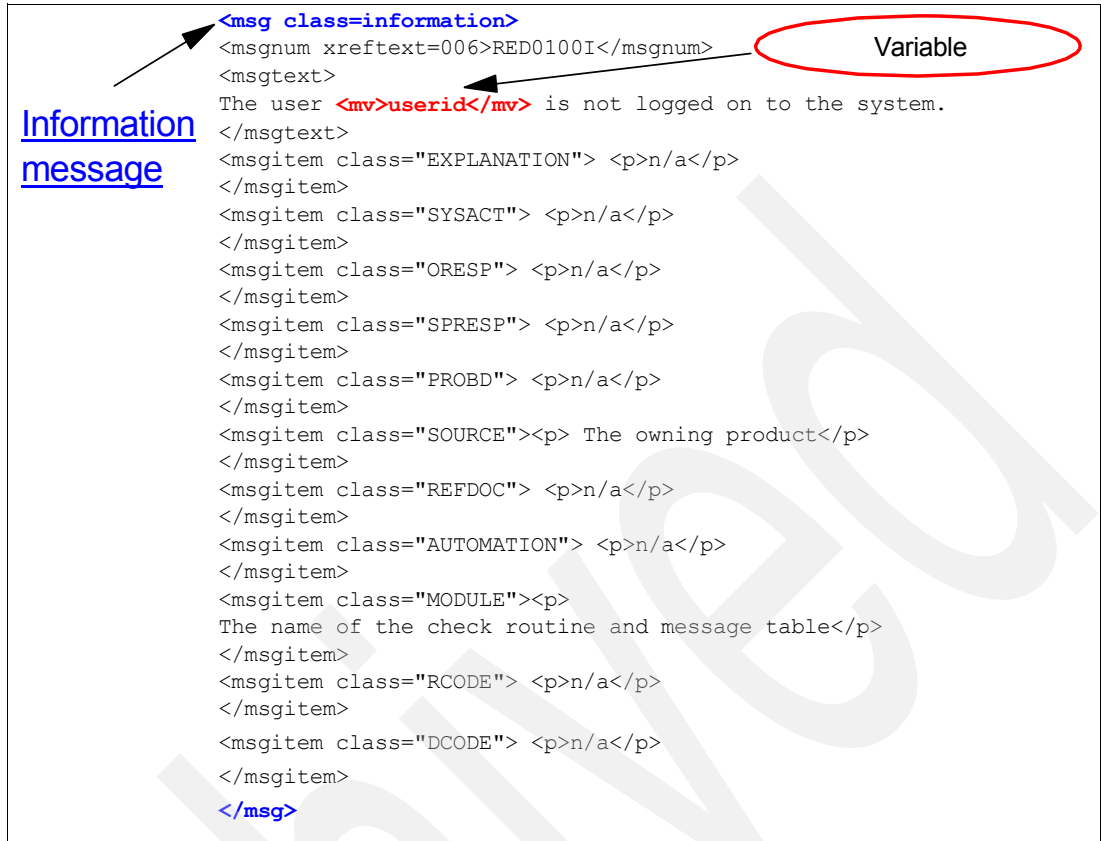 <msg class=information>
<msgnum xreftext=006>RED0100I</msgnum>
Variable
<msgtext>
The user <mv>userid</mv> is not logged on to the system.
Information
message
</msgtext>
<msgitem class="EXPLANATION"> <p>n/a</p>
</msgitem>
<msgitem class="SYSACT"> <p>n/a</p>
</msgitem>
<msgitem class="ORESP"> <p>n/a</p>
</msgitem>
<msgitem class="SPRESP"> <p>n/a</p>
</msgitem>
<msgitem class="PROBD"> <p>n/a</p>
</msgitem>
<msgitem class="SOURCE"><p> The owning product</p>
</msgitem>
<msgitem class="REFDOC"> <p>n/a</p>
</msgitem>
<msgitem class="AUTOMATION"> <p>n/a</p>
</msgitem>
<msgitem class="MODULE"><p>
The name of the check routine and message table</p>
</msgitem>
<msgitem class="RCODE"> <p>n/a</p>
</msgitem>
<msgitem class="DCODE"> <p>n/a</p>
</msgitem>
</msg>